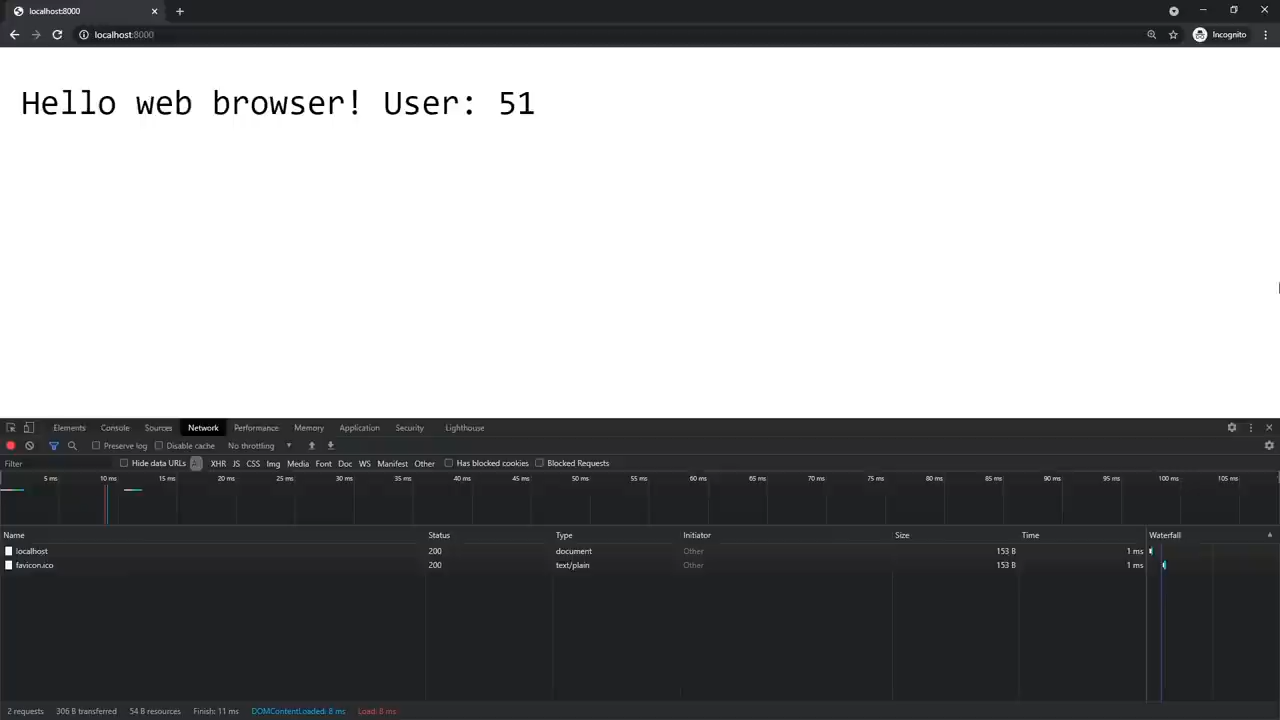 localhost:8000
localhost:8000 Incognito
Hello web browser! User: 51
Elements Console Sources Network Performance Memory Application Security Lighthouse
Preserve log Disable cache No throttling
Filter Hide data URLs All XHR JS CSS Img Media Font Doc WS Manifest Other Has blocked cookies Blocked Requests
5 ms 10 ms 15 ms 20 ms 25 ms 30 ms 35 ms 40 ms 45 ms 50 ms 55 ms 60 ms 65 ms 70 ms 75 ms 80 ms 85 ms 90 ms 95 ms 100 ms 105 ms
Name Status Type Initiator Size Time Waterfall
localhost 200 document Other 153 B 1 ms
favicon.ico 200 text/plain Other 153 B 1 ms
2 requests 306 B transferred 54 B resources Finish: 11 ms DOMContentLoaded: 8 ms Load: 8 ms